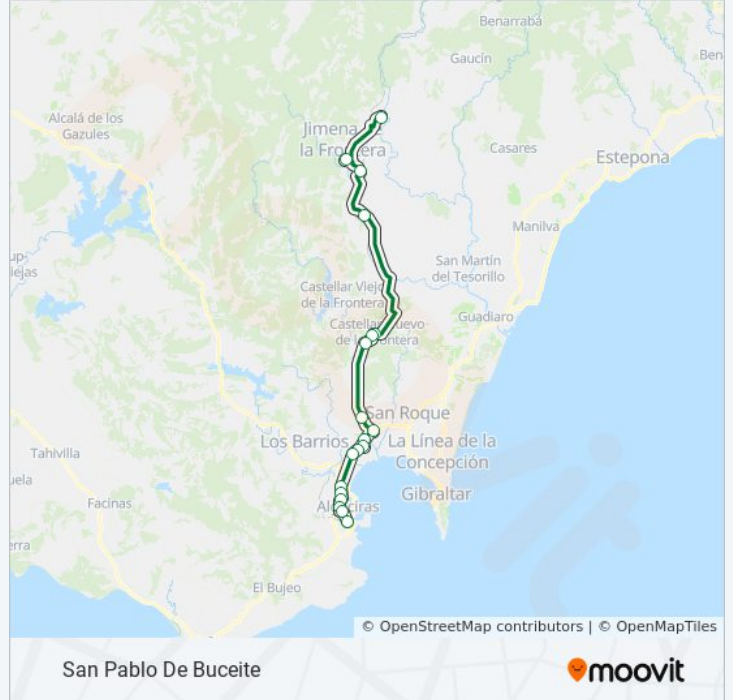 Benarrabá
Gaucín
Ben
Alcalá de los
Gazules
Jimena
la Frontera
Casares
Estepona
Manilva
San Martín
del Tesorillo
Castellar Viejo
de la Frontera
Guadiaro
Castellar Nuevo
de la Frontera
San Roque
Los Barrios
La Línea de la
Concepción
Tahivilla
Gibraltar
Facinas
Algeciras
El Bujeo
© OpenStreetMap contributors | © OpenMapTiles
San Pablo De Buceite
moovit